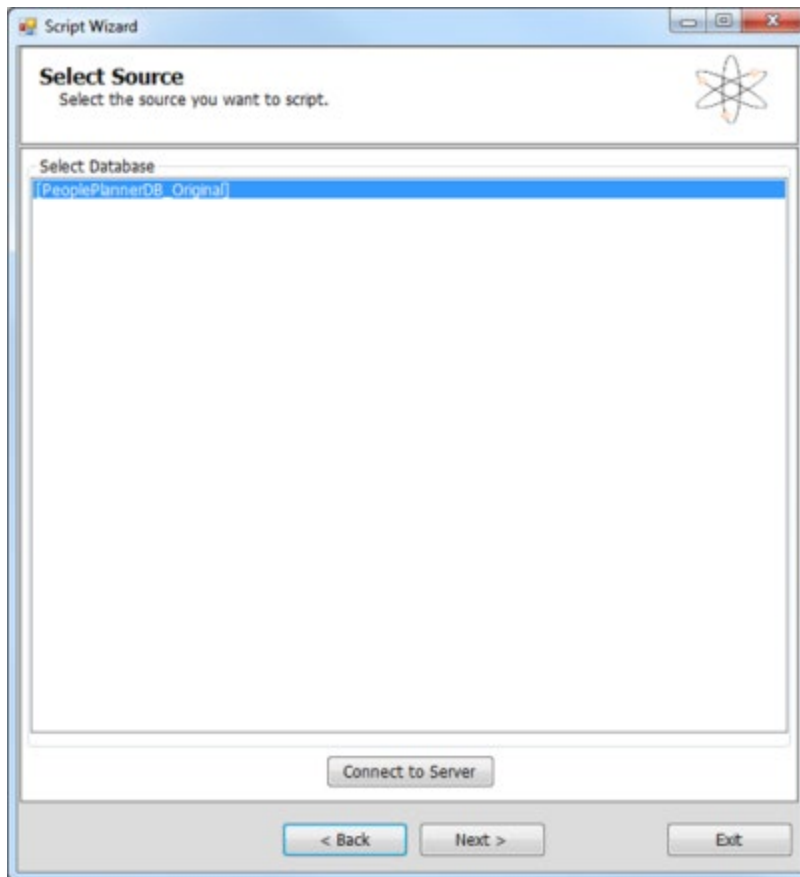 Script Wizard
Select Source
Select the source you want to script.
Select Database
[PeoplePlannerDB_Original]
Connect to Server
< Back
Next >
Exit